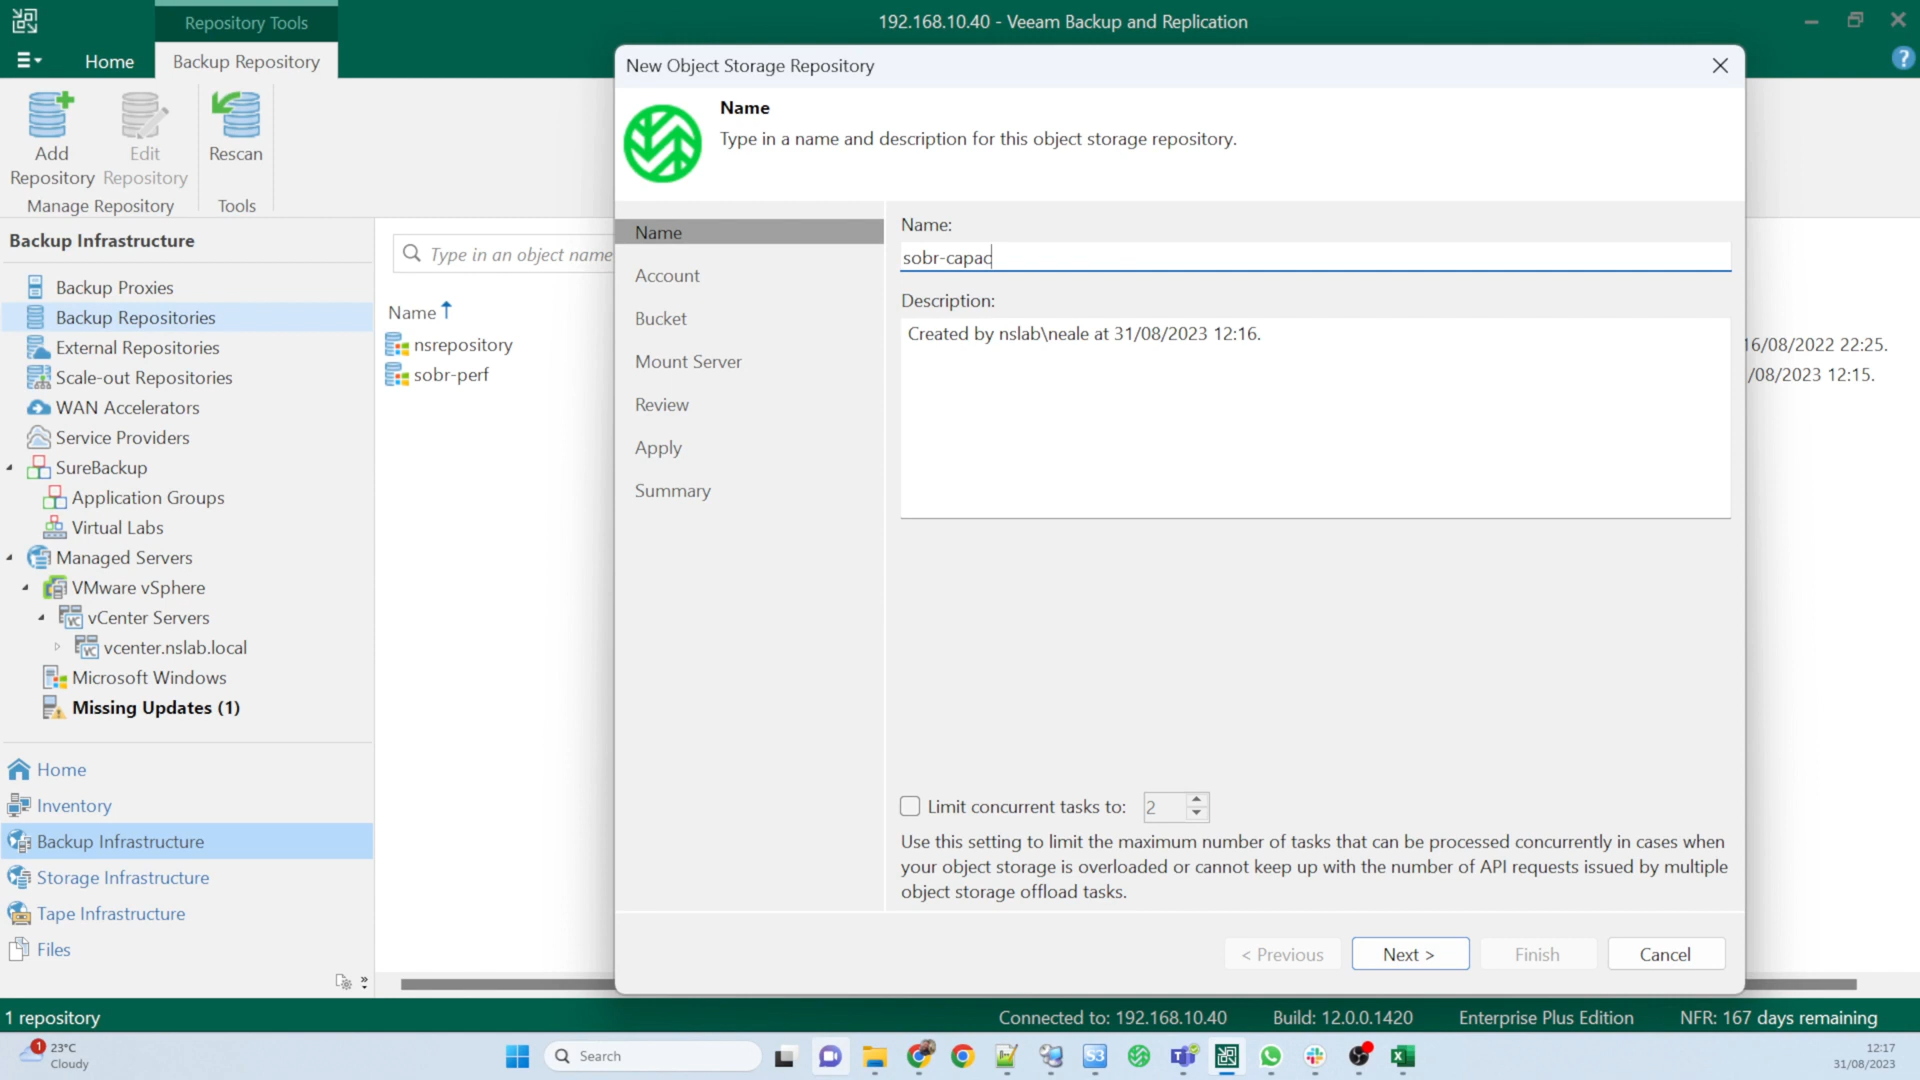 Repository Tools
192.168.10.40 - Veeam Backup and Replication
Home
Backup Repository
Add
Repository
Edit
Repository
Rescan
Manage Repository
Tools
Backup Infrastructure
Backup Proxies
Backup Repositories
External Repositories
Scale-out Repositories
WAN Accelerators
Service Providers
SureBackup
Application Groups
Virtual Labs
Managed Servers
VMware vSphere
vCenter Servers
vcenter.nslab.local
Microsoft Windows
Missing Updates (1)
Home
Inventory
Backup Infrastructure
Storage Infrastructure
Tape Infrastructure
Files
Type in an object name
Name
nsrepository
sobr-perf
16/08/2022 22:25.
/08/2023 12:15.
New Object Storage Repository
Name
Type in a name and description for this object storage repository.
Name
Account
Bucket
Mount Server
Review
Apply
Summary
Name:
sobr-capac
Description:
Created by nslab\neale at 31/08/2023 12:16.
Limit concurrent tasks to: 2
Use this setting to limit the maximum number of tasks that can be processed concurrently in cases when
your object storage is overloaded or cannot keep up with the number of API requests issued by multiple
object storage offload tasks.
< Previous
Next >
Finish
Cancel
1 repository
Connected to: 192.168.10.40
Build: 12.0.0.1420
Enterprise Plus Edition
NFR: 167 days remaining
1
23°C
Cloudy
Search
S3
12:17
31/08/2023